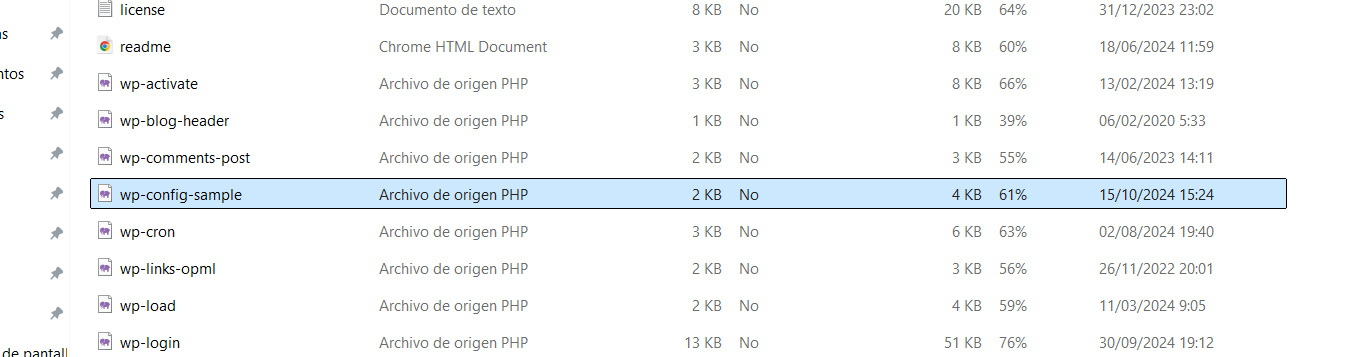 license Documento de texto 8 KB No 20 KB 64% 31/12/2023 23:02
readme Chrome HTML Document 3 KB No 8 KB 60% 18/06/2024 11:59
ntos wp-activate Archivo de origen PHP 3 KB No 8 KB 66% 13/02/2024 13:19
s wp-blog-header Archivo de origen PHP 1 KB No 1 KB 39% 06/02/2020 5:33
wp-comments-post Archivo de origen PHP 2 KB No 3 KB 55% 14/06/2023 14:11
wp-config-sample Archivo de origen PHP 2 KB No 4 KB 61% 15/10/2024 15:24
wp-cron Archivo de origen PHP 3 KB No 6 KB 63% 02/08/2024 19:40
wp-links-opml Archivo de origen PHP 2 KB No 3 KB 56% 26/11/2022 20:01
wp-load Archivo de origen PHP 2 KB No 4 KB 59% 11/03/2024 9:05
wp-login Archivo de origen PHP 13 KB No 51 KB 76% 30/09/2024 19:12
de pantall